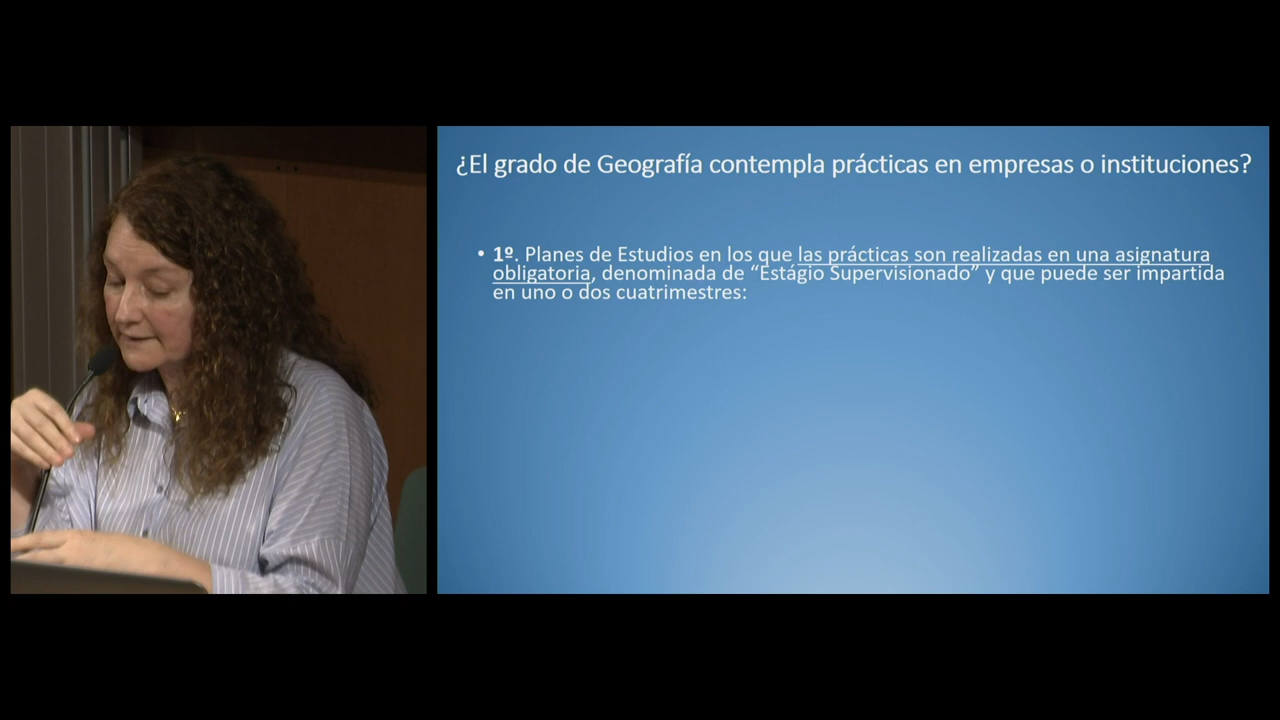 ¿El grado de Geografía contempla prácticas en empresas o instituciones?
• 1º. Planes de Estudios en los que las prácticas son realizadas en una asignatura
obligatoria, denominada de “Estágio Supervisionado” y que puede ser impartida
en uno o dos cuatrimestres: